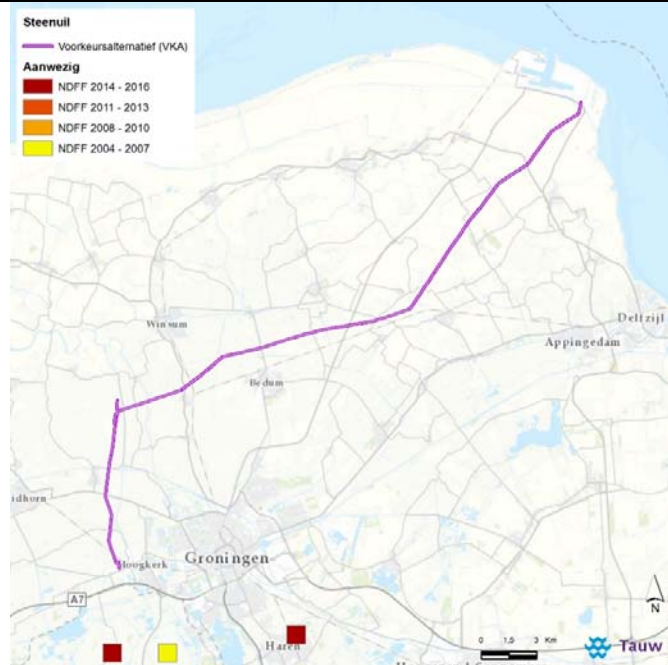 Steenuil
Voorkeursalternatief (VKA)
Aanwezig
NDFF 2014 - 2016
NDFF 2011 - 2013
NDFF 2008 - 2010
NDFF 2004 - 2007
Winsum
Delfzijl
Appingedam
Bedum
idhorn
Hoogkerk
Groningen
A7
Haren
N
0 1,5 3 Km
Tauw